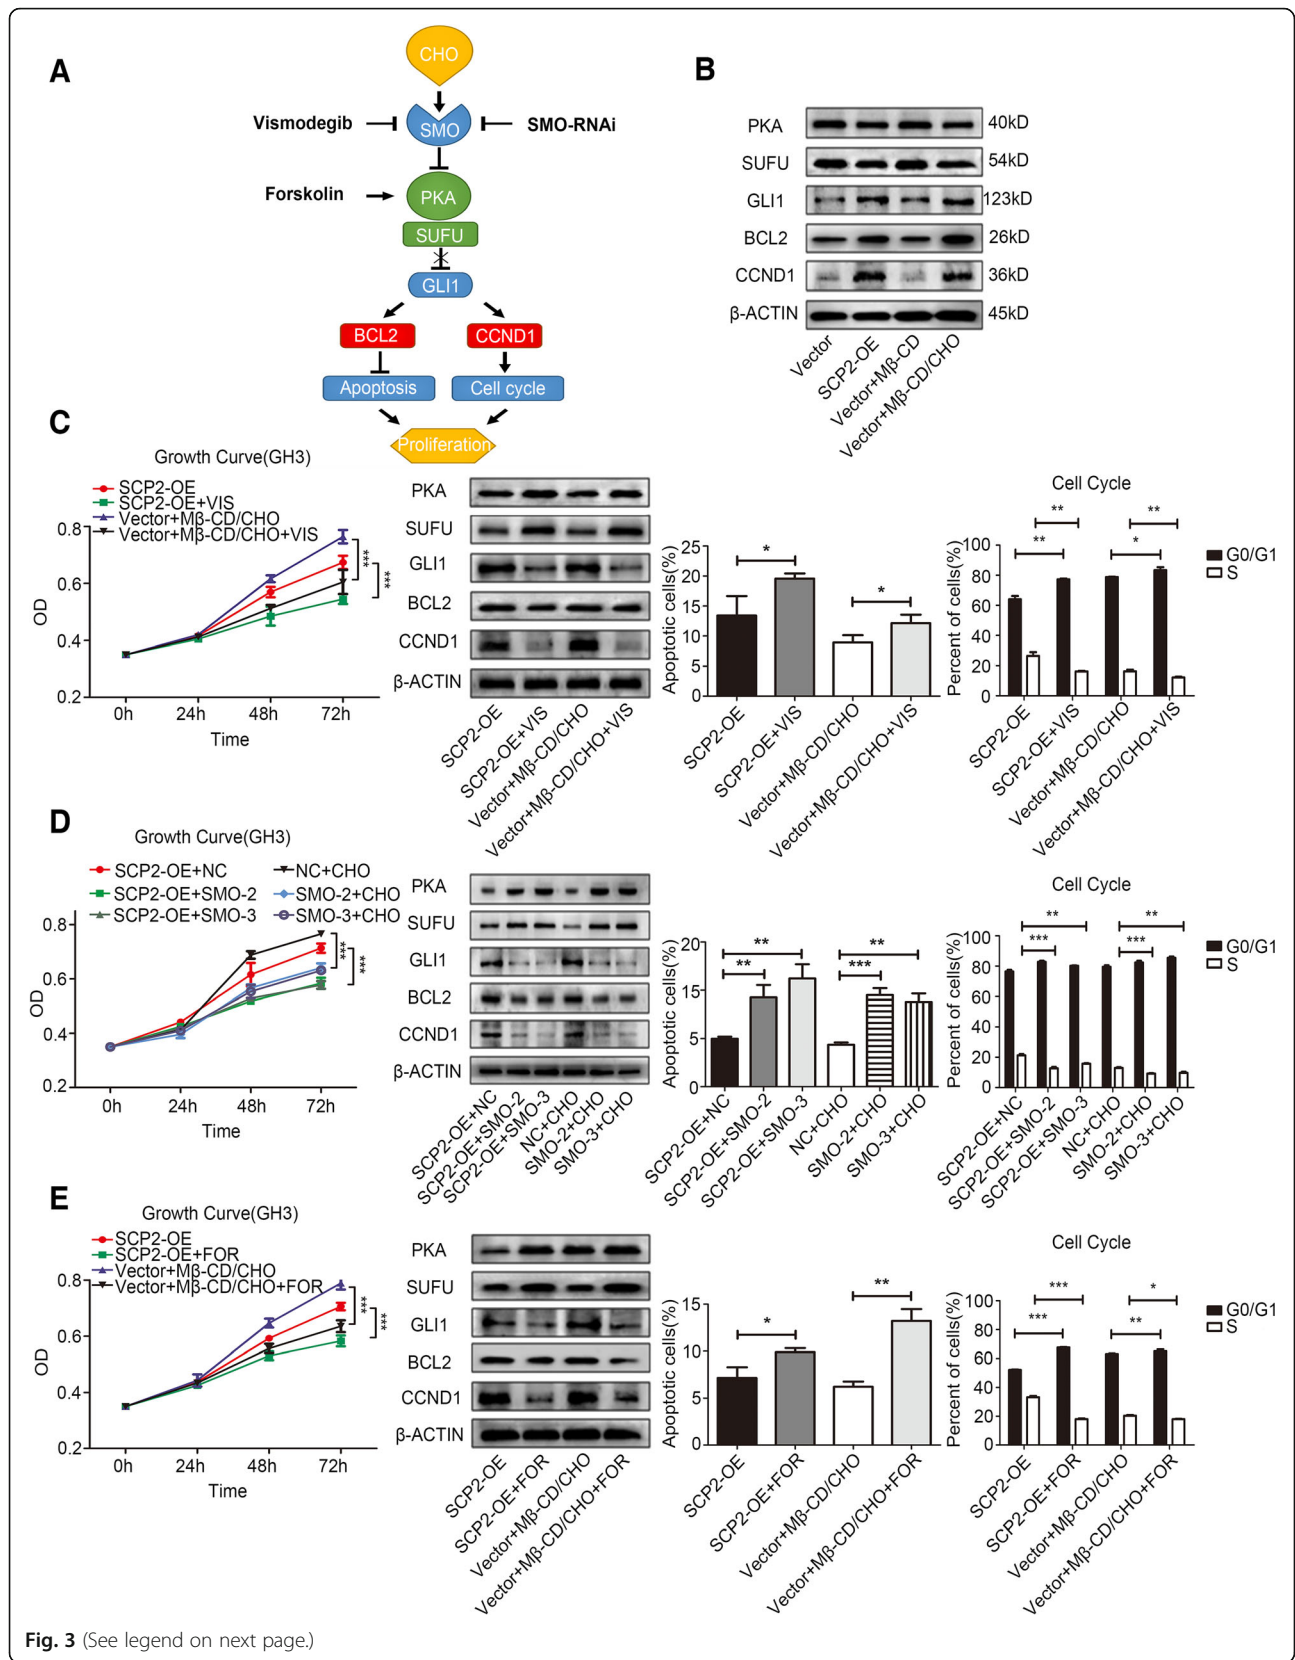 A
CHO
Vismodegib
SMO
SMO-RNAi
Forskolin
PKA
SUFU
GLI1
BCL2
CCND1
Apoptosis
Cell cycle
Proliferation
B
PKA
40kD
SUFU
54kD
GLI1
123kD
BCL2
26kD
CCND1
36kD
β-ACTIN
45kD
Vector
SCP2-OE
Vector+Mβ-CD
Vector+Mβ-CD/CHO
C
Growth Curve(GH3)
SCP2-OE
SCP2-OE+VIS
Vector+Mβ-CD/CHO
Vector+Mβ-CD/CHO+VIS
***
***
OD
0.8
0.6
0.4
0.2
0h
24h
48h
72h
Time
PKA
SUFU
GLI1
BCL2
CCND1
β-ACTIN
SCP2-OE
SCP2-OE+VIS
Vector+Mβ-CD/CHO
Vector+Mβ-CD/CHO+VIS
Apoptotic cells(%)
25
20
15
10
5
0
*
*
SCP2-OE
SCP2-OE+VIS
Vector+Mβ-CD/CHO
Vector+Mβ-CD/CHO+VIS
Cell Cycle
Percent of cells(%)
100
80
60
40
20
0
**
**
**
*
G0/G1
S
SCP2-OE
SCP2-OE+VIS
Vector+Mβ-CD/CHO
Vector+Mβ-CD/CHO+VIS
D
Growth Curve(GH3)
SCP2-OE+NC
NC+CHO
SCP2-OE+SMO-2
SMO-2+CHO
SCP2-OE+SMO-3
SMO-3+CHO
***
***
OD
0.8
0.6
0.4
0.2
0h
24h
48h
72h
Time
PKA
SUFU
GLI1
BCL2
CCND1
β-ACTIN
SCP2-OE+NC
SCP2-OE+SMO-2
SCP2-OE+SMO-3
NC+CHO
SMO-2+CHO
SMO-3+CHO
Apoptotic cells(%)
20
15
5
0
**
**
**
***
SCP2-OE+NC
SCP2-OE+SMO-2
SCP2-OE+SMO-3
NC+CHO
SMO-2+CHO
SMO-3+CHO
Cell Cycle
Percent of cells(%)
100
80
60
40
20
0
**
***
**
***
G0/G1
S
SCP2-OE+NC
SCP2-OE+SMO-2
SCP2-OE+SMO-3
NC+CHO
SMO-2+CHO
SMO-3+CHO
E
Growth Curve(GH3)
SCP2-OE
SCP2-OE+FOR
Vector+Mβ-CD/CHO
Vector+Mβ-CD/CHO+FOR
***
***
OD
0.8
0.6
0.4
0.2
0h
24h
48h
72h
Time
PKA
SUFU
GLI1
BCL2
CCND1
β-ACTIN
SCP2-OE
SCP2-OE+FOR
Vector+Mβ-CD/CHO
Vector+Mβ-CD/CHO+FOR
Apoptotic cells(%)
15
10
5
0
*
**
SCP2-OE
SCP2-OE+FOR
Vector+Mβ-CD/CHO
Vector+Mβ-CD/CHO+FOR
Cell Cycle
Percent of cells(%)
100
80
60
40
20
0
***
***
*
**
G0/G1
S
SCP2-OE
SCP2-OE+FOR
Vector+Mβ-CD/CHO
Vector+Mβ-CD/CHO+FOR
Fig. 3 (See legend on next page.)